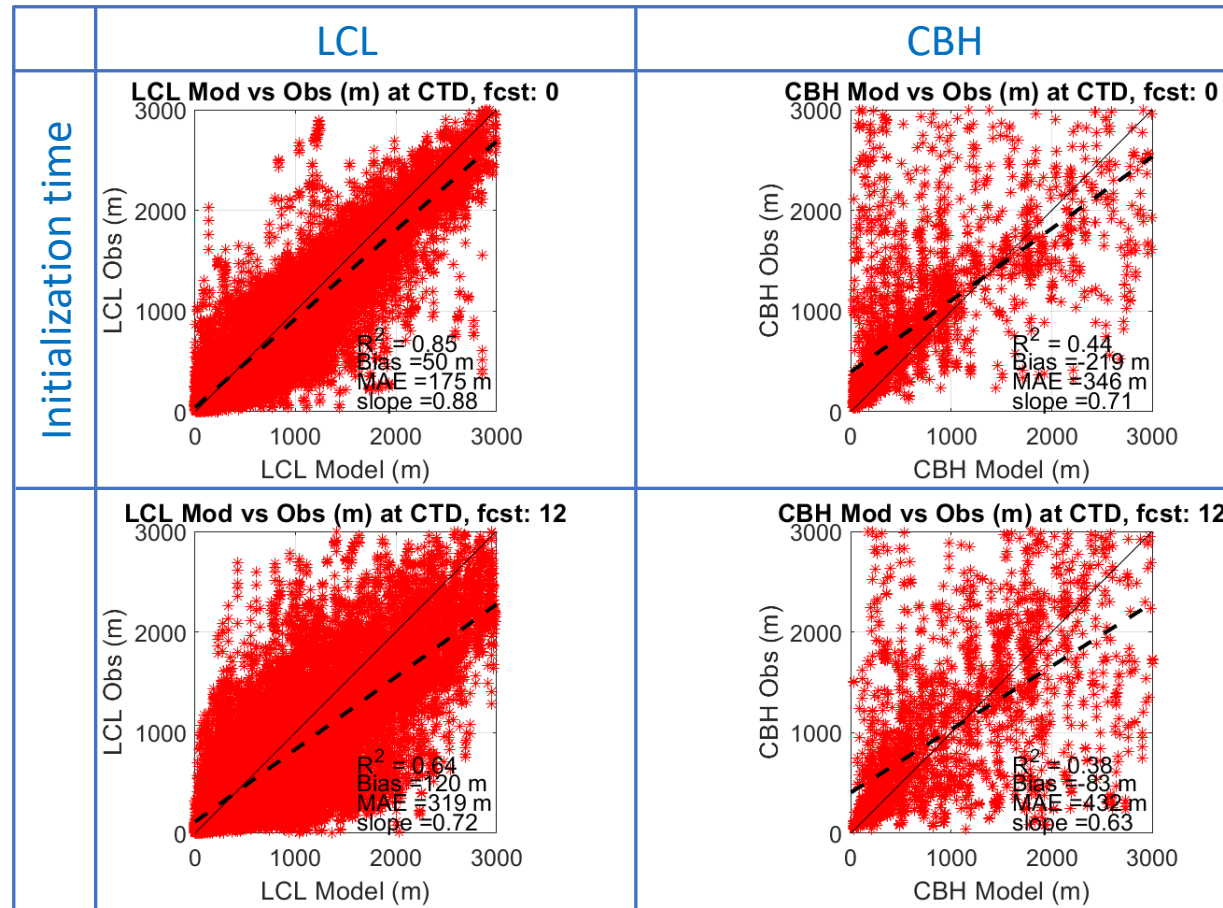 LCL
CBH
Initialization time
LCL Mod vs Obs (m) at CTD, fcst: 0
3000
2000
1000
0
LCL Obs (m)
R² = 0.85
Bias =50 m
MAE =175 m
slope =0.88
0 1000 2000 3000
LCL Model (m)
CBH Mod vs Obs (m) at CTD, fcst: 0
3000
2000
1000
0
CBH Obs (m)
R² = 0.44
Bias =-219 m
MAE =346 m
slope =0.71
0 1000 2000 3000
CBH Model (m)
LCL Mod vs Obs (m) at CTD, fcst: 12
3000
2000
1000
0
LCL Obs (m)
R² = 0.64
Bias =120 m
MAE =319 m
slope =0.72
0 1000 2000 3000
LCL Model (m)
CBH Mod vs Obs (m) at CTD, fcst: 12
3000
2000
1000
0
CBH Obs (m)
R² = 0.38
Bias =-83 m
MAE =432 m
slope =0.63
0 1000 2000 3000
CBH Model (m)